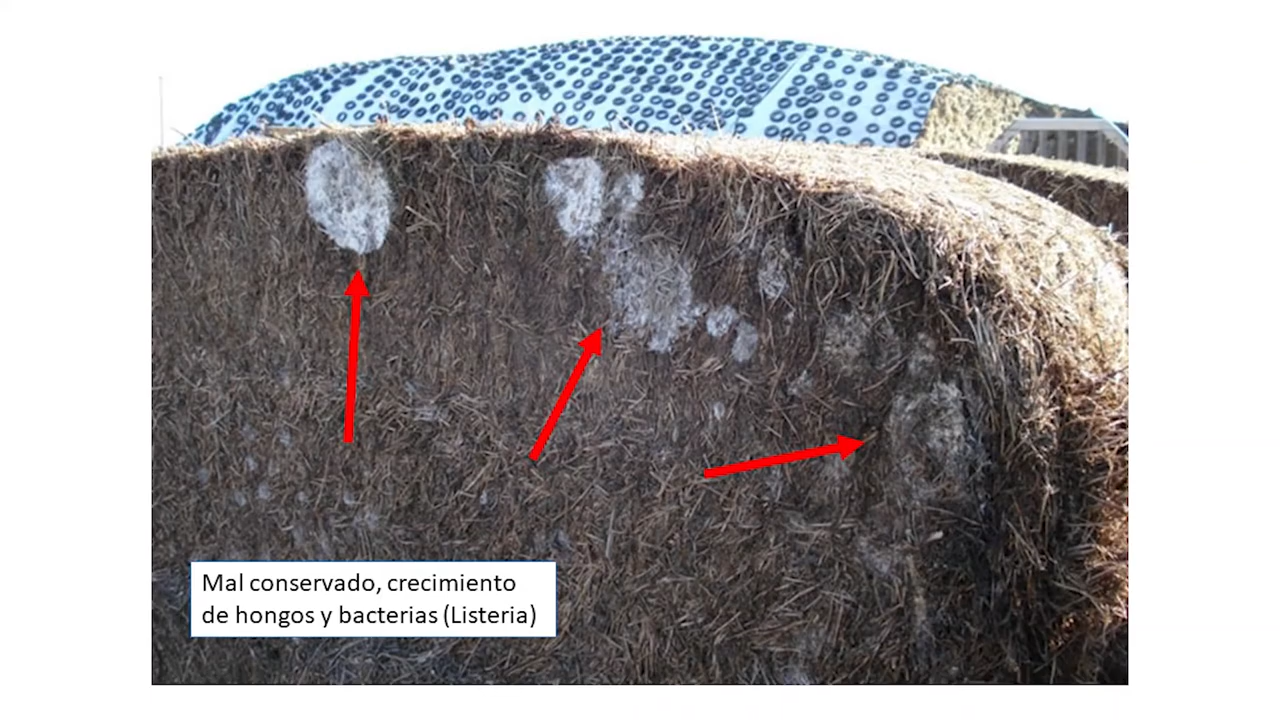 Mal conservado, crecimiento
de hongos y bacterias (Listeria)